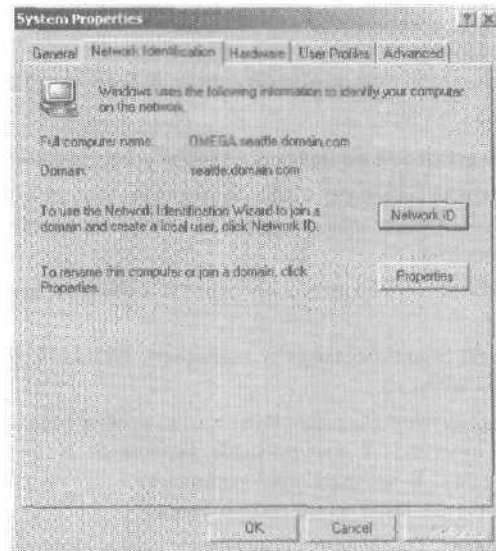 System Properties
General Network Identification Hardware User Profiles Advanced
Windows uses the following information to identify your computer
on the network.
Full computer name: OMEGA.seattle.domain.com
Domain: seattle.domain.com
To use the Network Identification Wizard to join a
domain and create a local user, click Network ID.
Network ID
To rename this computer or join a domain, click
Properties.
Properties
OK Cancel